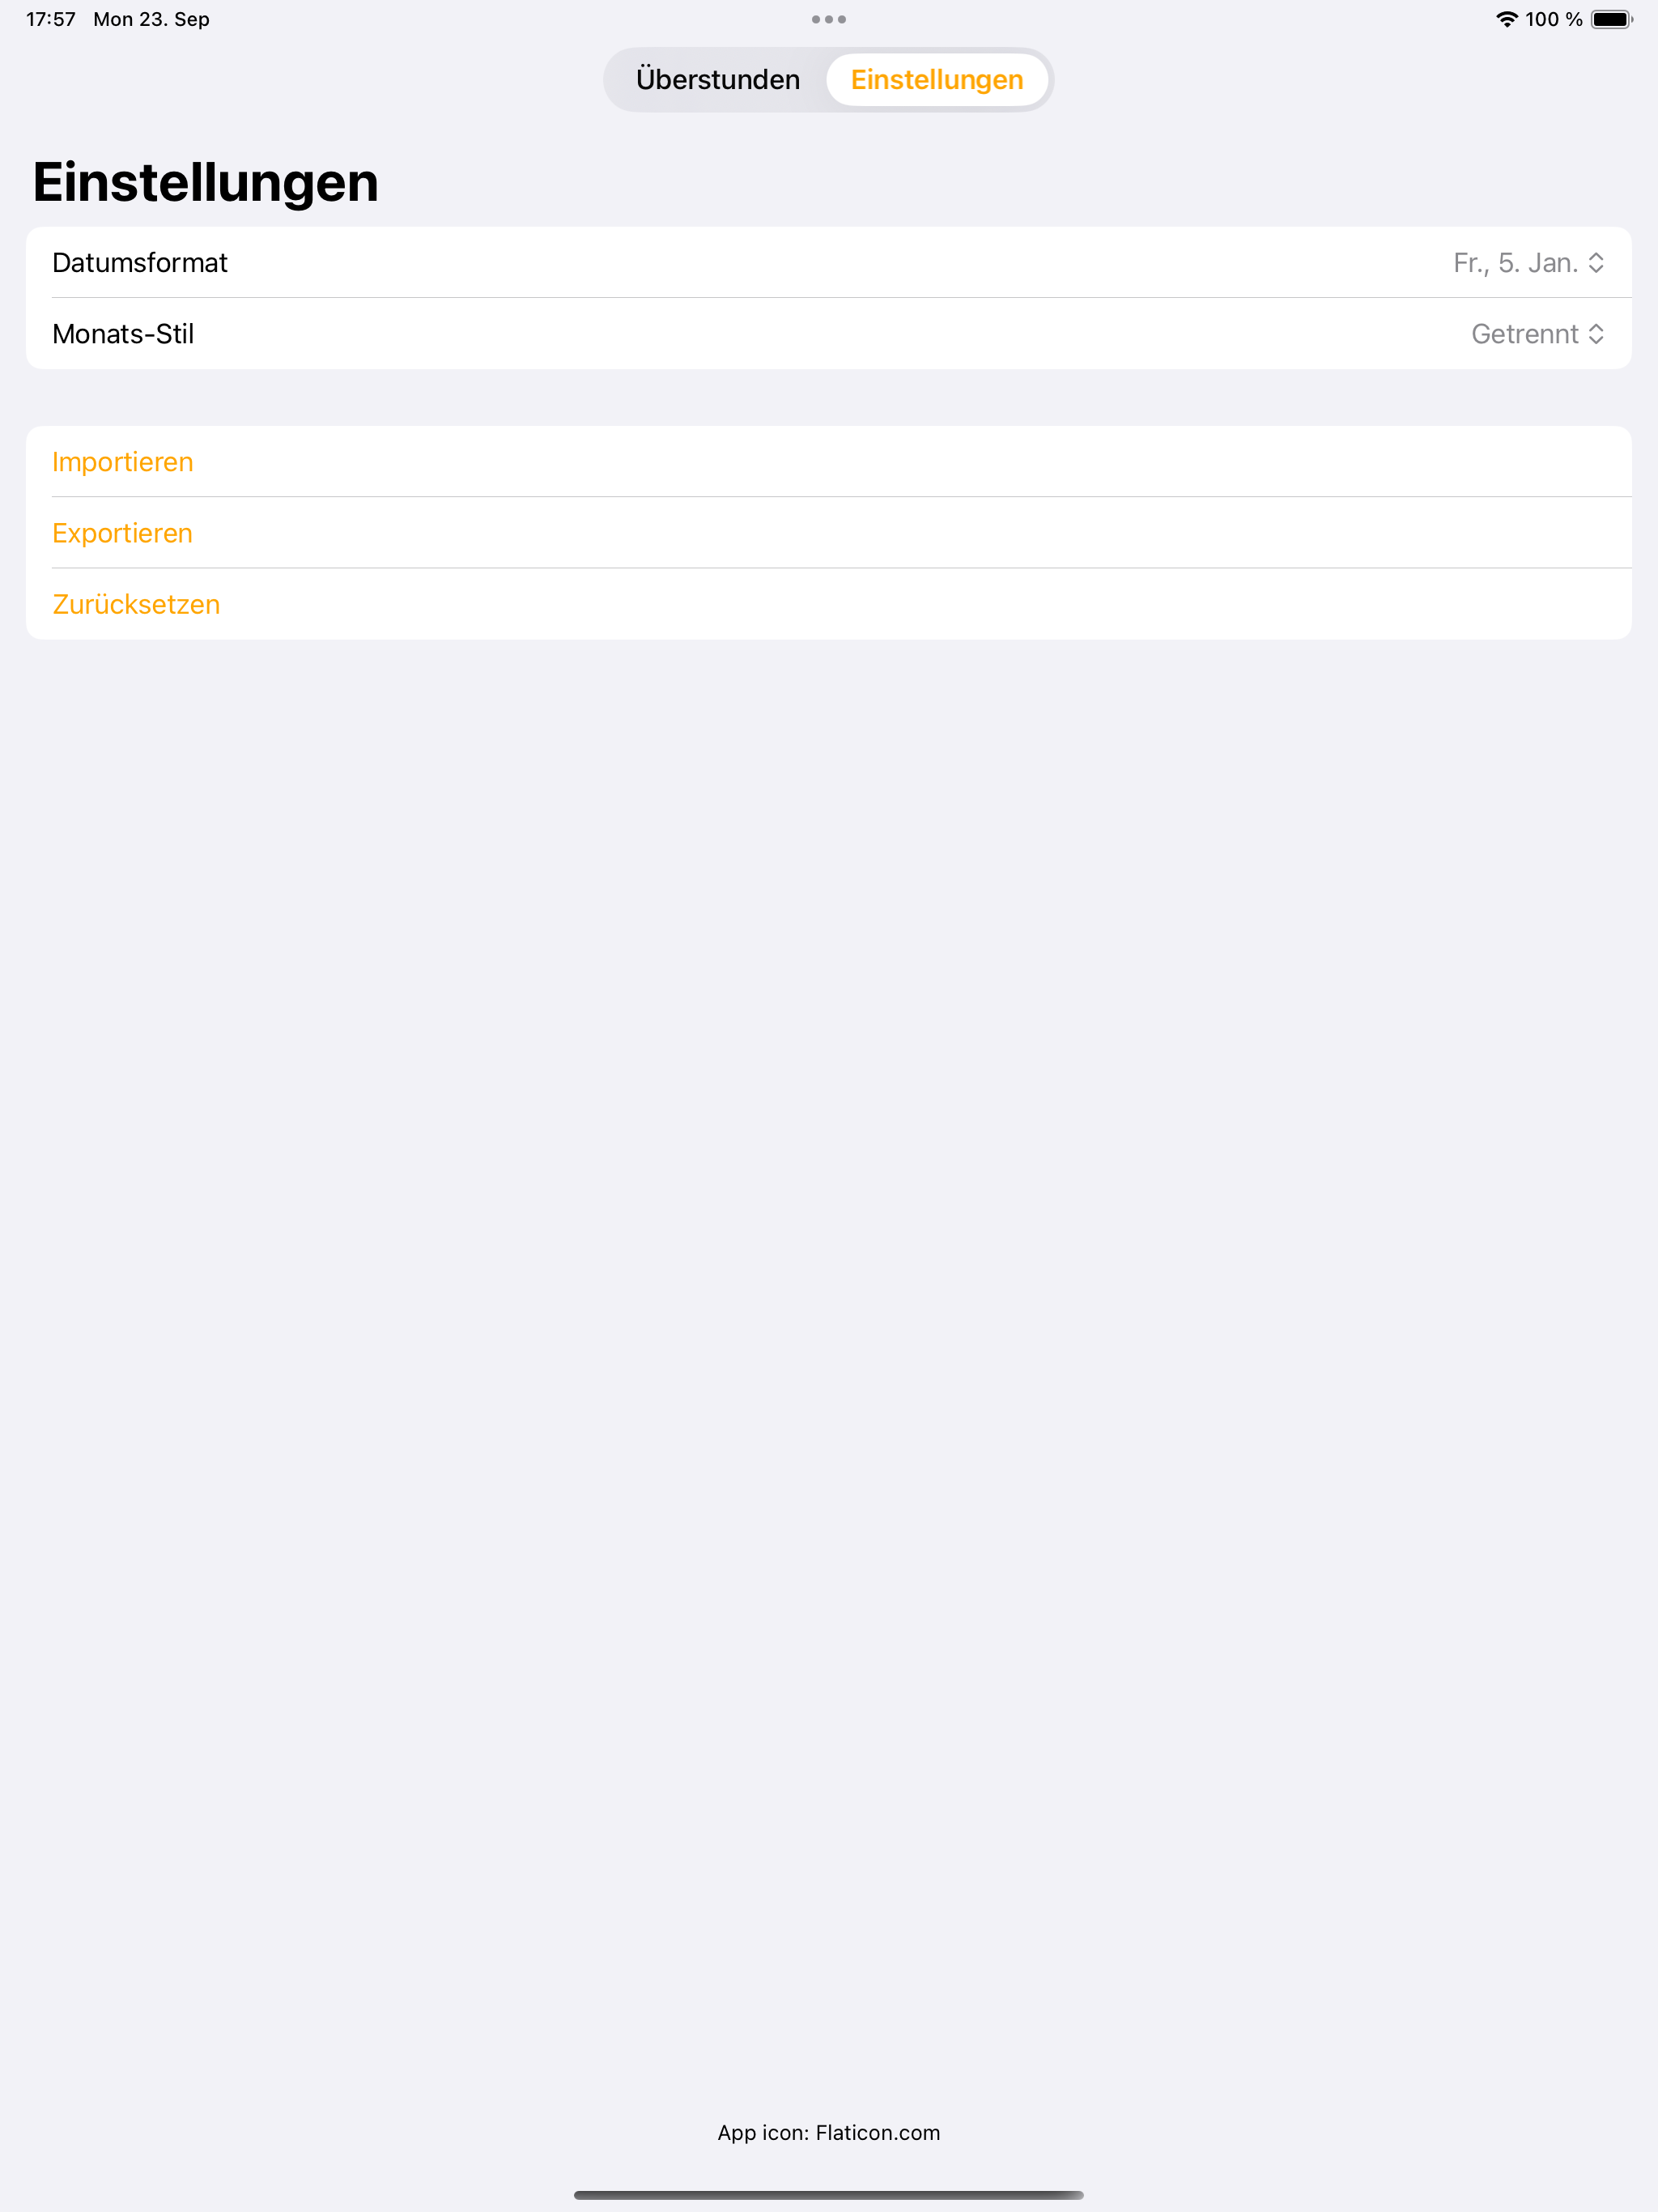 17:57 Mon 23. Sep
100 %
Überstunden Einstellungen
Einstellungen
Datumsformat Fr., 5. Jan.
Monats-Stil Getrennt
Importieren
Exportieren
Zurücksetzen
App icon: Flaticon.com